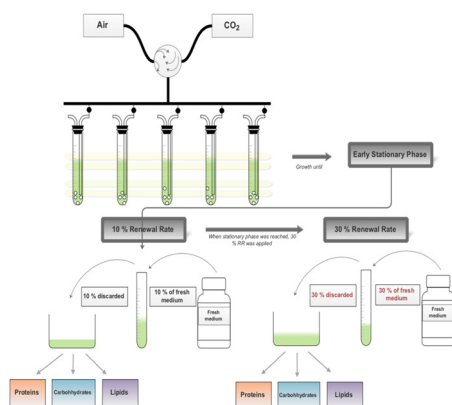 Air
CO2
Growth until
Early Stationary Phase
10 % Renewal Rate
When stationary phase was reached, 30
% RR was applied
30 % Renewal Rate
10 % discarded
10 % of fresh
medium
Fresh
medium
30 % discarded
30 % of fresh
medium
Fresh
medium
Proteins
Carbohhydrates
Lipids
Proteins
Carbohhydrates
Lipids